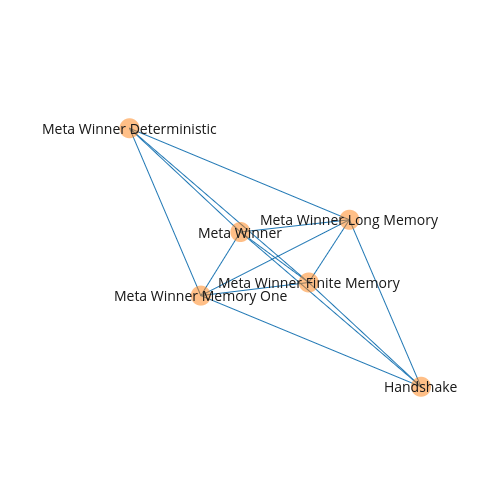 Meta Winner Deterministic
Meta Winner Long Memory
Meta Winner
Meta Winner Finite Memory
Meta Winner Memory One
Handshake